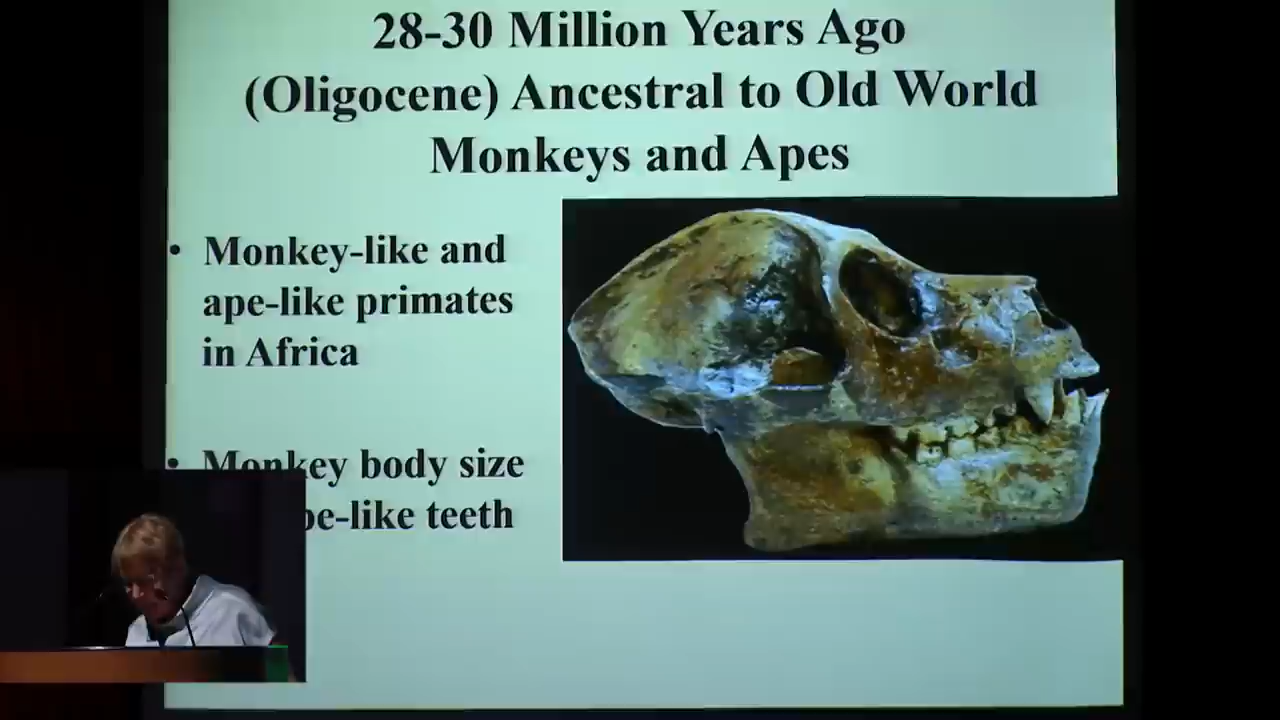 28-30 Million Years Ago
(Oligocene) Ancestral to Old World
Monkeys and Apes
• Monkey-like and
ape-like primates
in Africa
• Monkey body size
teeth